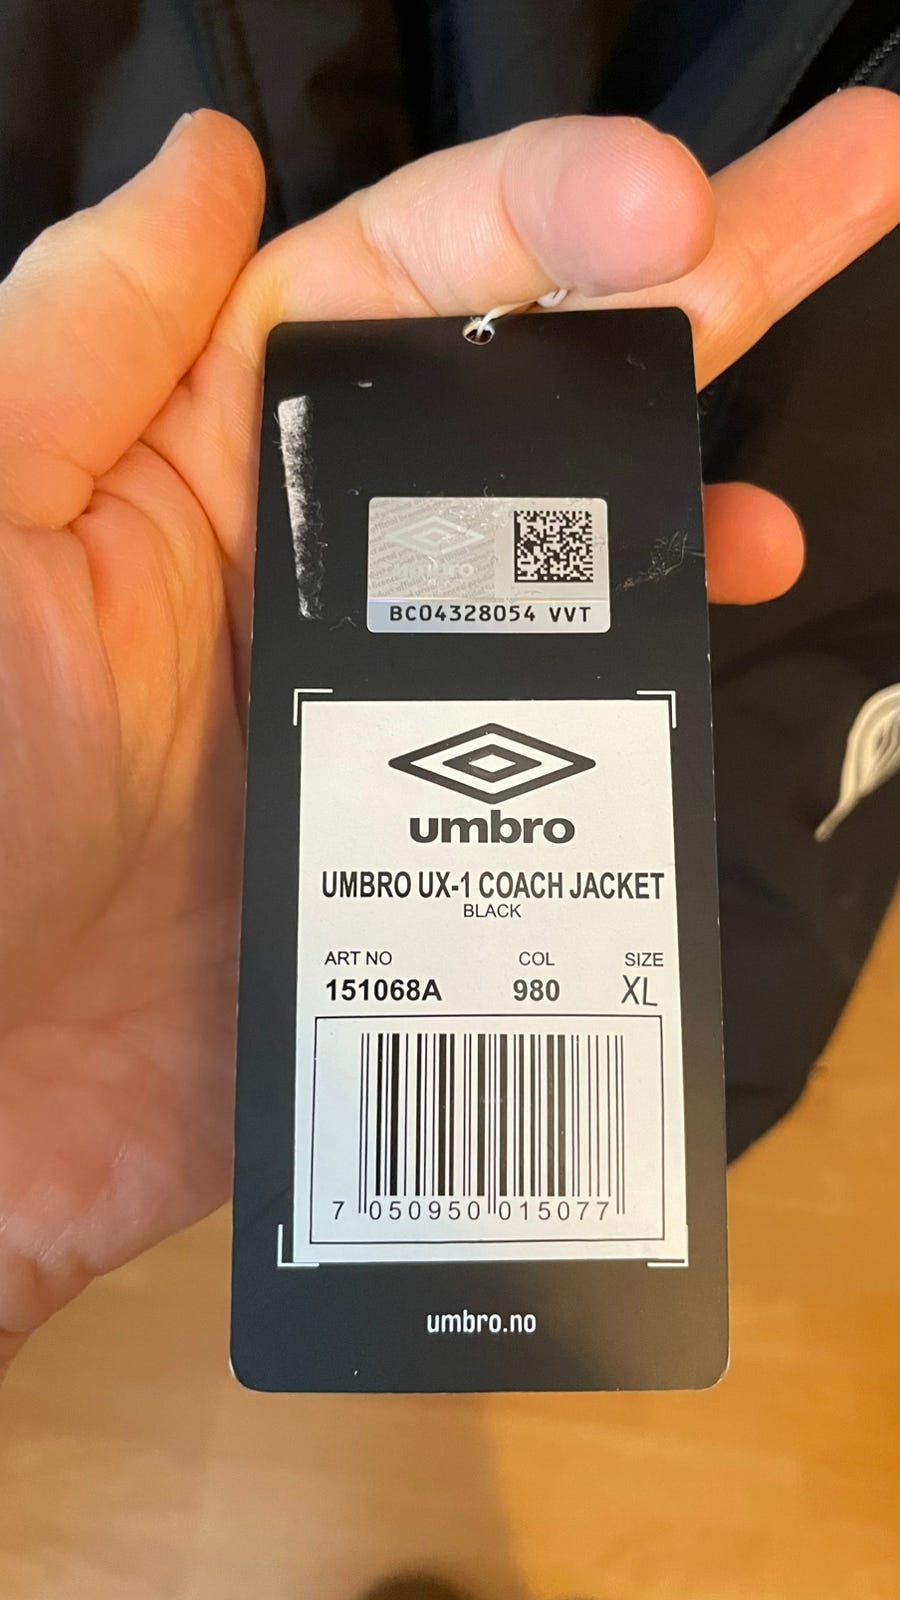 umbro
BC04328054 VVT
umbro
UMBRO UX-1 COACH JACKET
BLACK
ART NO COL SIZE
151068A 980 XL
7 050950 015077
umbro.no